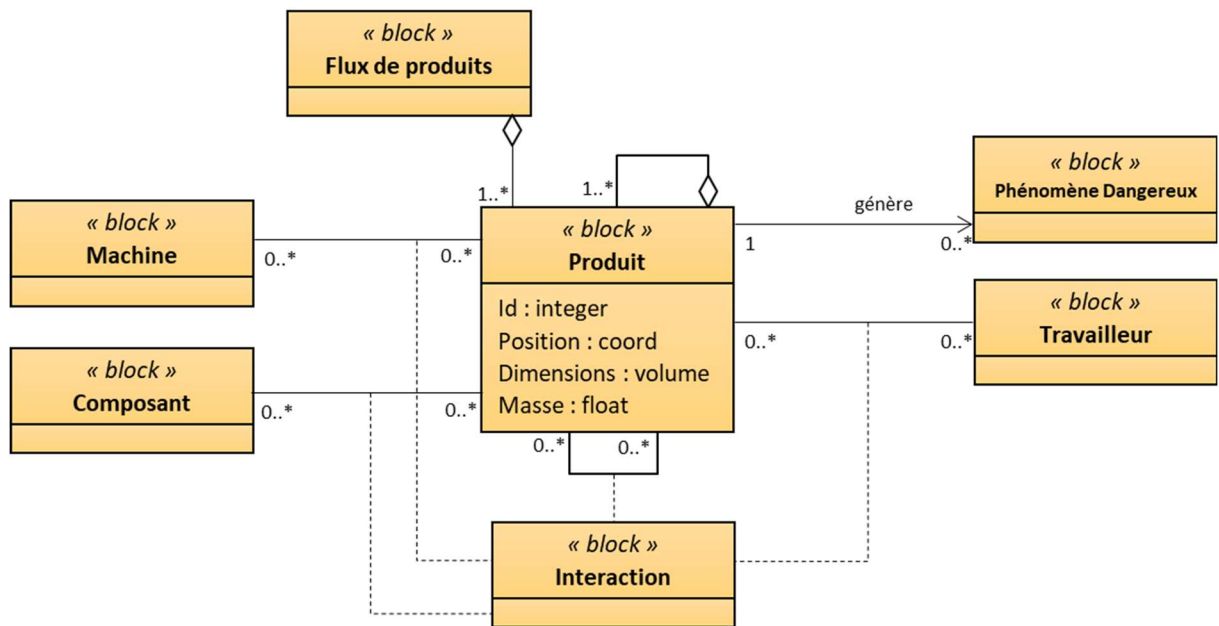 « block »
Flux de produits
1..*
1..*
« block »
Machine
0..*
0..*
« block »
Produit
Id : integer
Position : coord
Dimensions : volume
Masse : float
génère
1
0..*
« block »
Phénomène Dangereux
« block »
Travailleur
0..*
0..*
« block »
Composant
0..*
0..*
0..*
0..*
« block »
Interaction